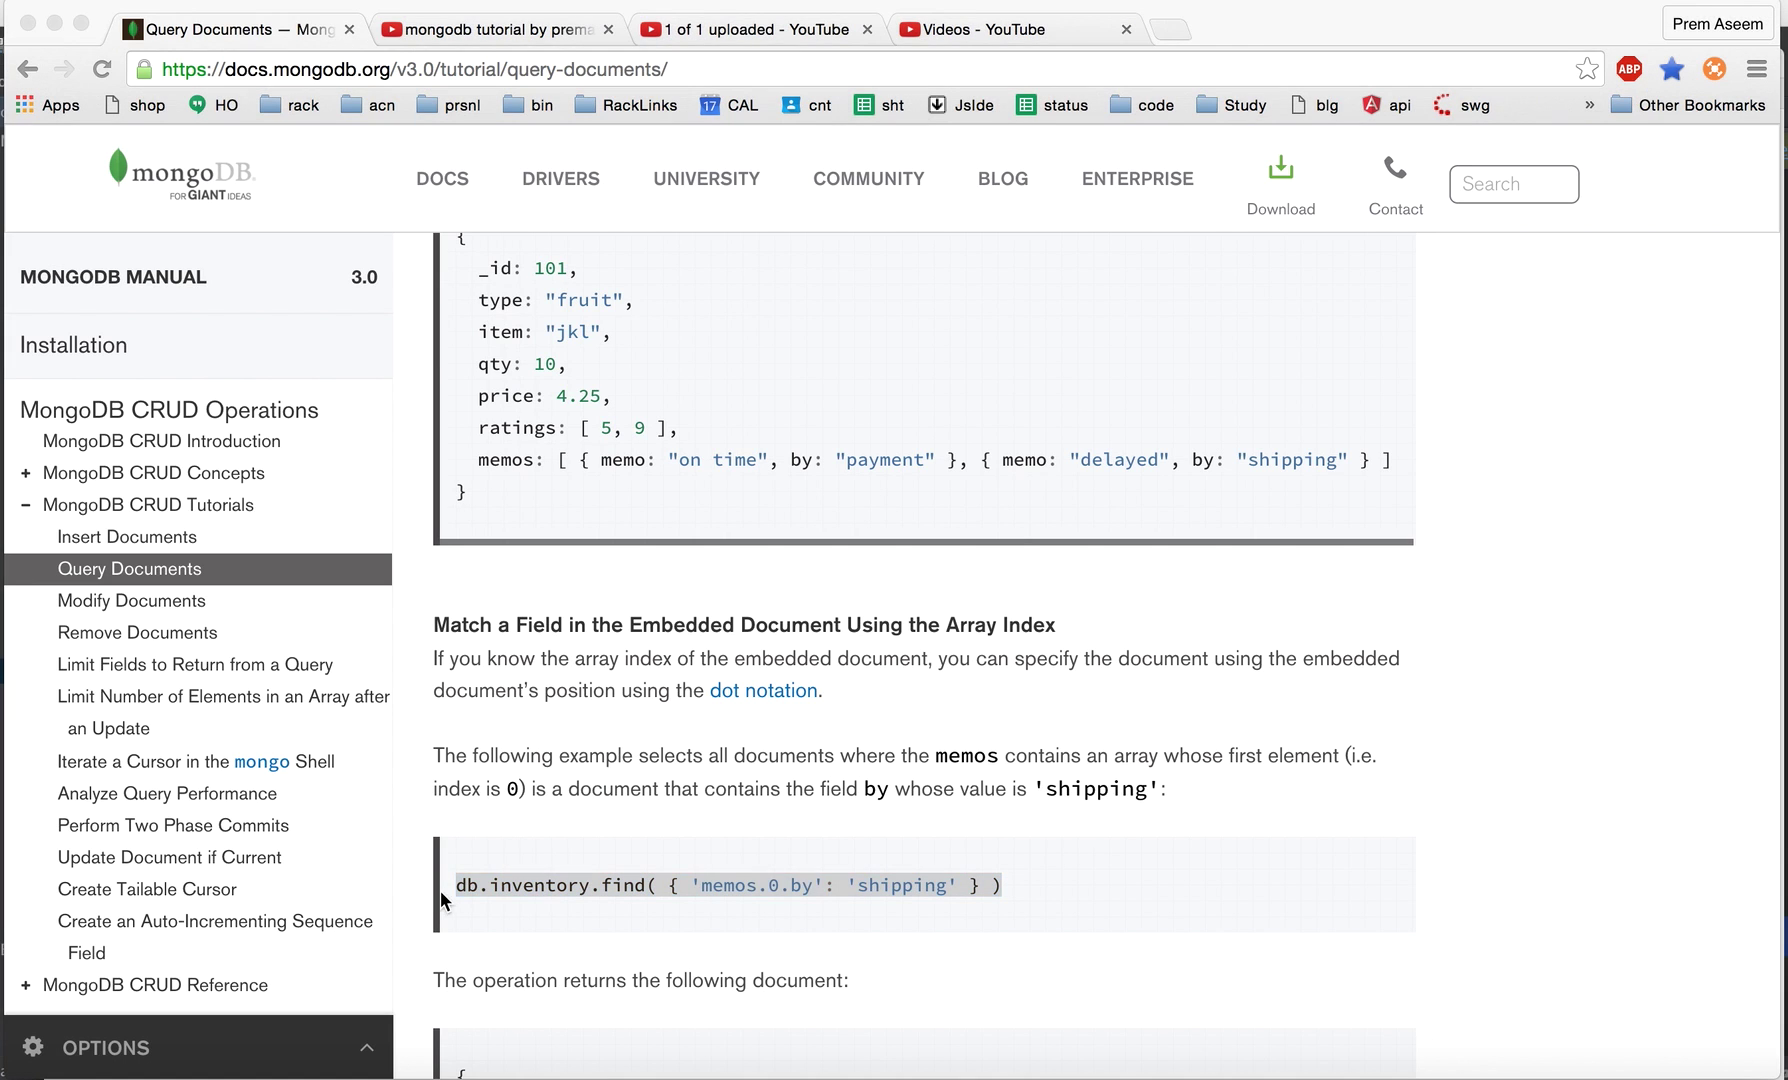 Query Documents — Mong
mongodb tutorial by prema
1 of 1 uploaded - YouTube
Videos - YouTube
Prem Aseem
https://docs.mongodb.org/v3.0/tutorial/query-documents/
ABP
Apps shop HO rack acn prsnl bin RackLinks 17 CAL cnt sht JsIde status code Study blg api swg » Other Bookmarks
mongoDB.
FOR GIANT IDEAS
DOCS DRIVERS UNIVERSITY COMMUNITY BLOG ENTERPRISE
Download
Contact
Search
MONGODB MANUAL 3.0
Installation
MongoDB CRUD Operations
MongoDB CRUD Introduction
+ MongoDB CRUD Concepts
- MongoDB CRUD Tutorials
Insert Documents
Query Documents
Modify Documents
Remove Documents
Limit Fields to Return from a Query
Limit Number of Elements in an Array after
an Update
Iterate a Cursor in the mongo Shell
Analyze Query Performance
Perform Two Phase Commits
Update Document if Current
Create Tailable Cursor
Create an Auto-Incrementing Sequence
Field
+ MongoDB CRUD Reference
OPTIONS
{
_id: 101,
type: "fruit",
item: "jkl",
qty: 10,
price: 4.25,
ratings: [ 5, 9 ],
memos: [ { memo: "on time", by: "payment" }, { memo: "delayed", by: "shipping" } ]
}
Match a Field in the Embedded Document Using the Array Index
If you know the array index of the embedded document, you can specify the document using the embedded
document's position using the dot notation.
The following example selects all documents where the memos contains an array whose first element (i.e.
index is 0) is a document that contains the field by whose value is 'shipping':
db.inventory.find( { 'memos.0.by': 'shipping' } )
The operation returns the following document:
{